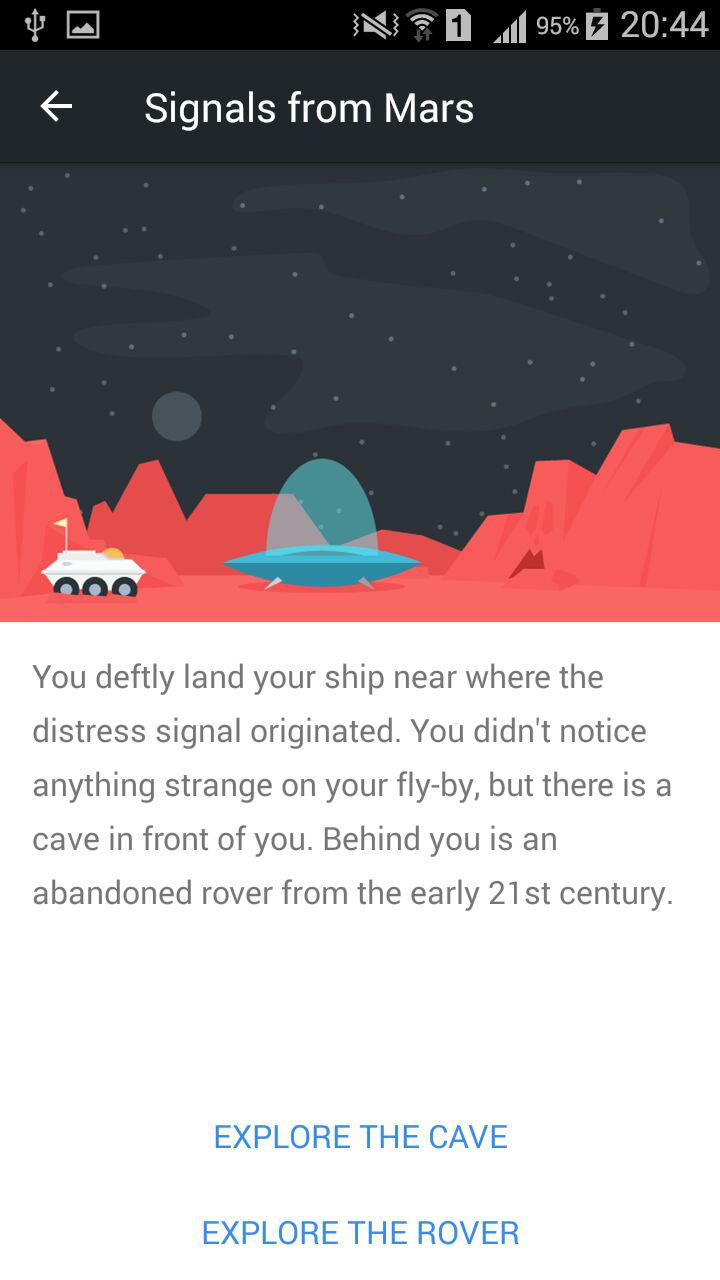 1 95% 20:44
Signals from Mars
You deftly land your ship near where the
distress signal originated. You didn't notice
anything strange on your fly-by, but there is a
cave in front of you. Behind you is an
abandoned rover from the early 21st century.
EXPLORE THE CAVE
EXPLORE THE ROVER